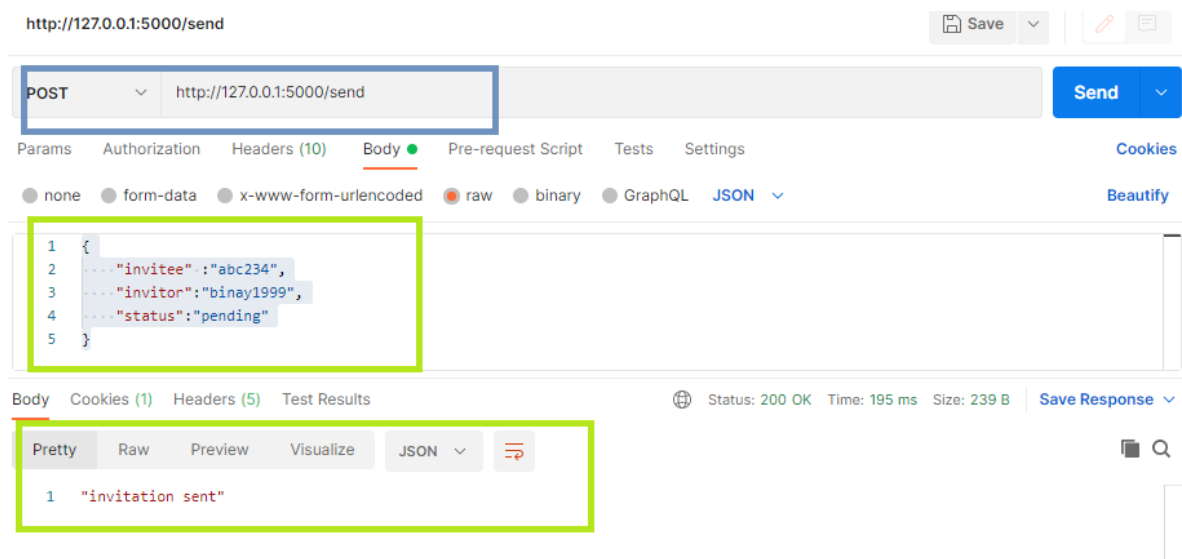 http://127.0.0.1:5000/send
Save
POST http://127.0.0.1:5000/send Send
Params Authorization Headers (10) Body Pre-request Script Tests Settings Cookies
none form-data x-www-form-urlencoded raw binary GraphQL JSON Beautify
1 {
2 ····"invitee"·:"abc234",
3 ····"invitor":"binay1999",
4 ····"status":"pending"
5 }
Body Cookies (1) Headers (5) Test Results Status: 200 OK Time: 195 ms Size: 239 B Save Response
Pretty Raw Preview Visualize JSON
1 "invitation sent"